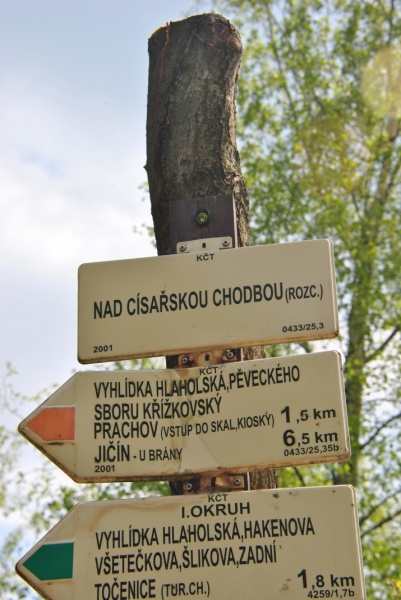 KČT
NAD CÍSAŘSKOU CHODBOU (ROZC.)
2001 0433/25,3
KČT
VYHLÍDKA HLAHOLSKÁ,PĚVECKÉHO
SBORU KŘÍŽKOVSKÝ
PRACHOV (VSTUP DO SKAL,KIOSKÝ) 1,5 km
JIČÍN - U BRÁNY 6,5 km
2001 0433/25,35b
KČT
I.OKRUH
VYHLÍDKA HLAHOLSKÁ,HAKENOVA
VŠETEČKOVA,ŠLIKOVA,ZADNÍ
TOČENICE (TUR.CH.) 1,8 km
4259/1,7b